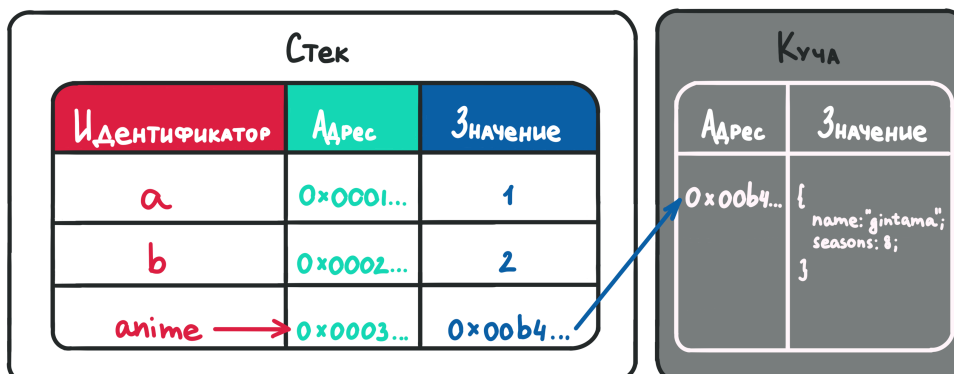 Стек
Идентификатор Адрес Значение
a 0x0001... 1
b 0x0002... 2
anime 0x0003... 0x00b4...
Куча
Адрес Значение
0x00b4... {
name:"gintama";
seasons: 8;
}